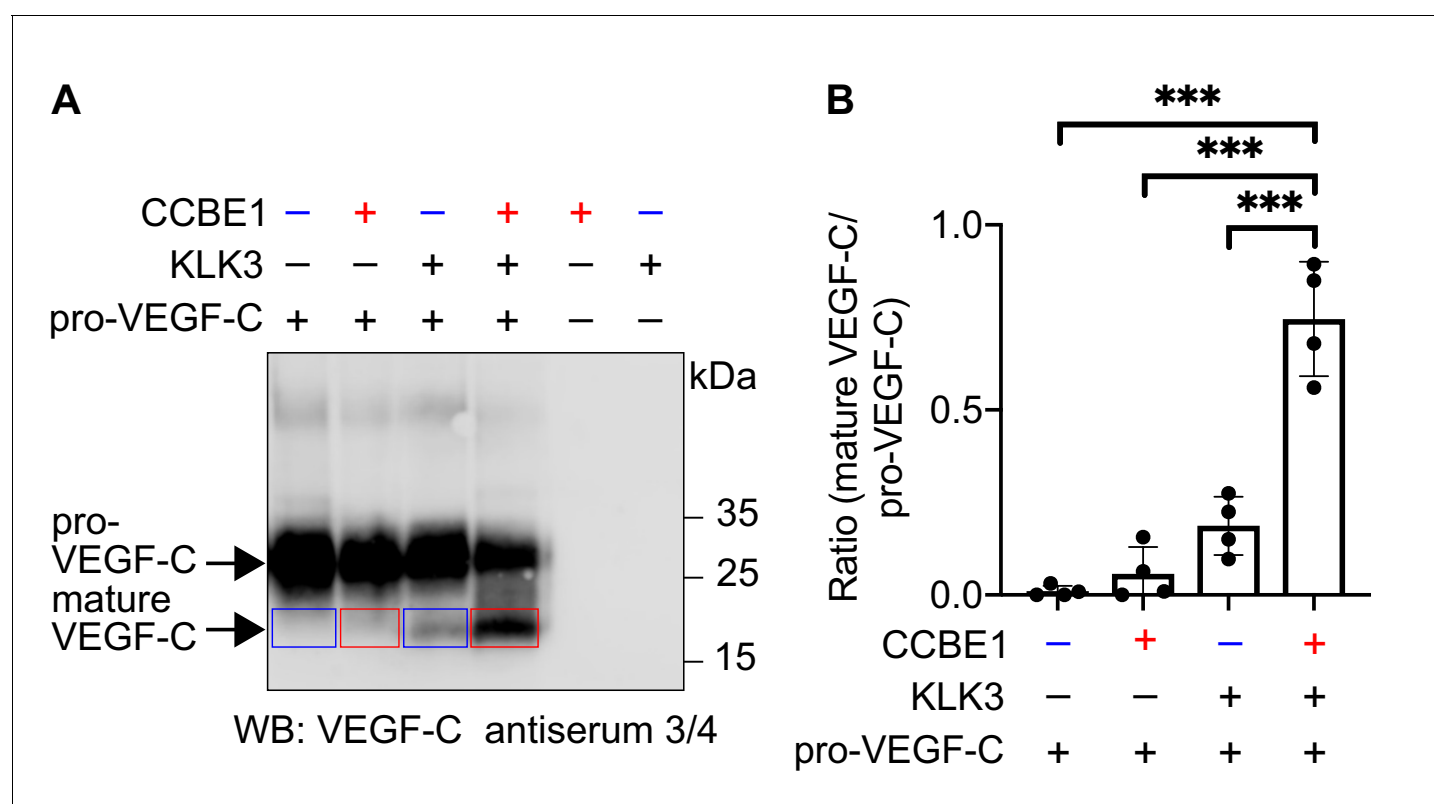 A
CCBE1 – + – + + –
KLK3 – – + + – +
pro-VEGF-C + + + + – –
kDa
35
25
15
pro-
VEGF-C
mature
VEGF-C
WB: VEGF-C antiserum 3/4
B
*** 
***
***
Ratio (mature VEGF-C/
pro-VEGF-C)
1.0
0.5
0.0
CCBE1 – + – +
KLK3 – – + +
pro-VEGF-C + + + +